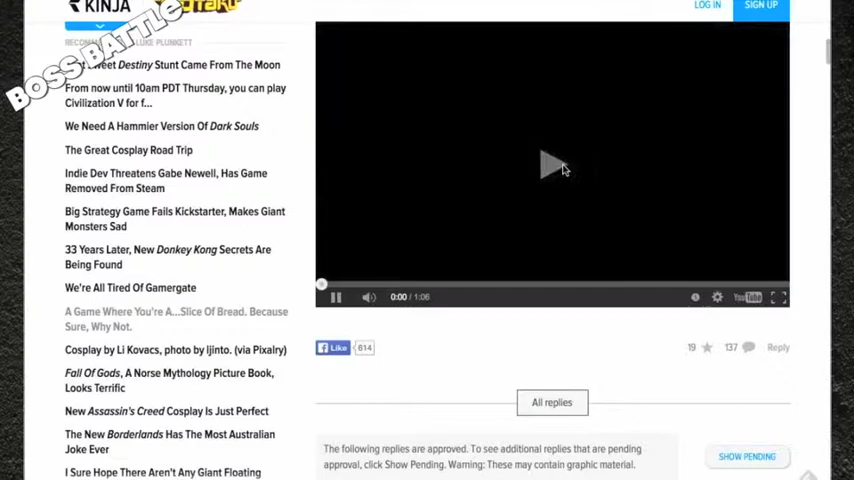 KINJA
LOG IN
SIGN UP
BOSS BATTLE
LUKE PLUNKETT
Sweet Destiny Stunt Came From The Moon
From now until 10am PDT Thursday, you can play
Civilization V for f...
We Need A Hammier Version Of Dark Souls
The Great Cosplay Road Trip
Indie Dev Threatens Gabe Newell, Has Game
Removed From Steam
Big Strategy Game Fails Kickstarter, Makes Giant
Monsters Sad
33 Years Later, New Donkey Kong Secrets Are
Being Found
We're All Tired Of Gamergate
A Game Where You're A...Slice Of Bread. Because
Sure, Why Not.
Cosplay by Li Kovacs, photo by Ijinto. (via Pixalry)
Fall Of Gods, A Norse Mythology Picture Book,
Looks Terrific
New Assassin's Creed Cosplay Is Just Perfect
The New Borderlands Has The Most Australian
Joke Ever
I Sure Hope There Aren't Any Giant Floating
0:00 / 1:06
YouTube
Like 614
19 137 Reply
All replies
The following replies are approved. To see additional replies that are pending
approval, click Show Pending. Warning: These may contain graphic material.
SHOW PENDING